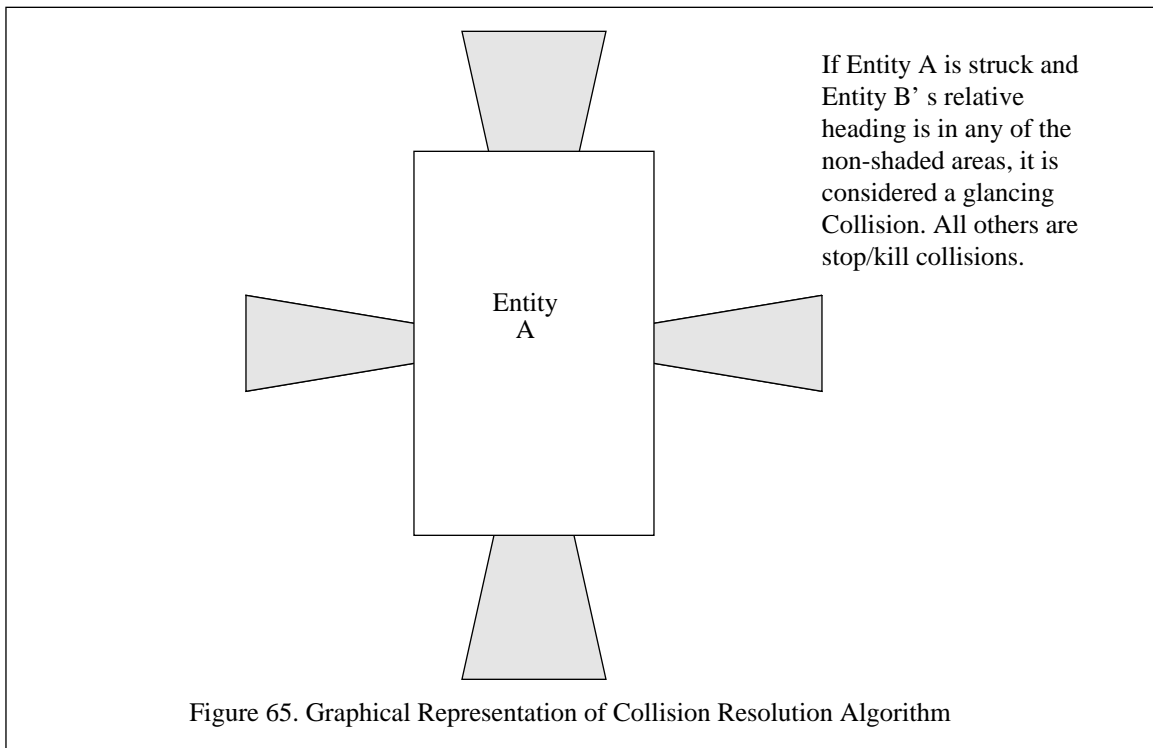 If Entity A is struck and
Entity B’ s relative
heading is in any of the
non-shaded areas, it is
considered a glancing
Collision. All others are
stop/kill collisions.
Entity
A
Figure 65. Graphical Representation of Collision Resolution Algorithm